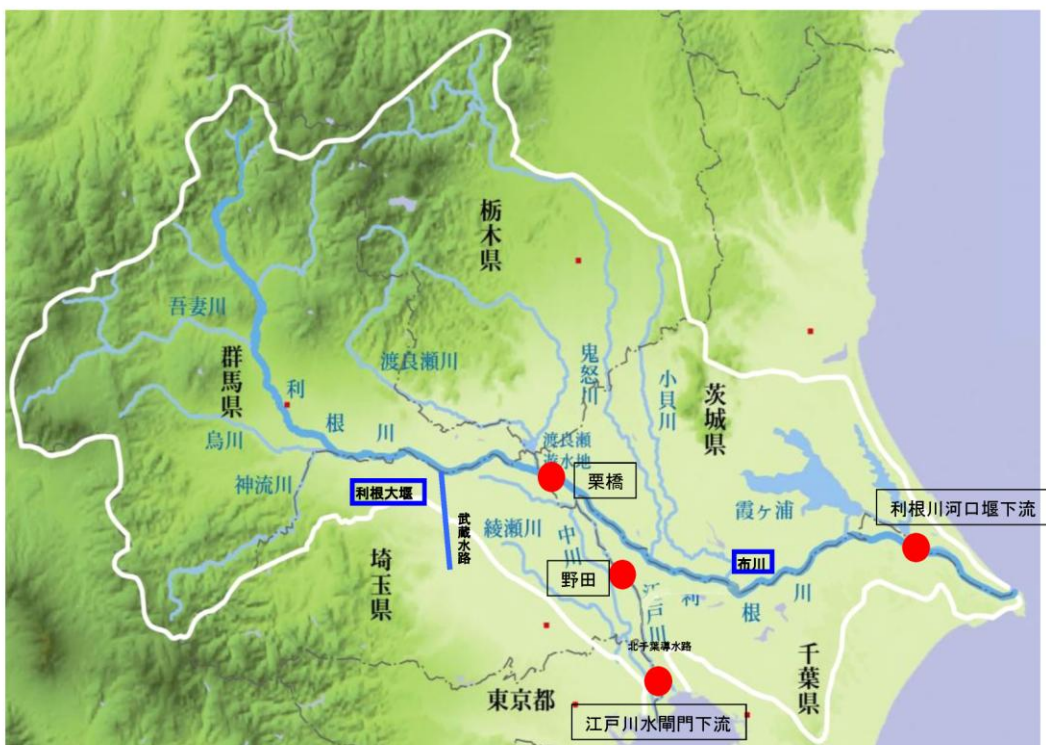 栃木県
吾妻川
群馬県
渡良瀬川
鬼怒川
小貝川
茨城県
利根川
烏川
神流川
渡良瀬
遊水地
栗橋
利根大堰
武蔵水路
綾瀬川
中川
霞ヶ浦
利根川河口堰下流
埼玉県
野田
江戸川
布川
利根川
北千葉導水路
千葉県
東京都
江戸川水閘門下流